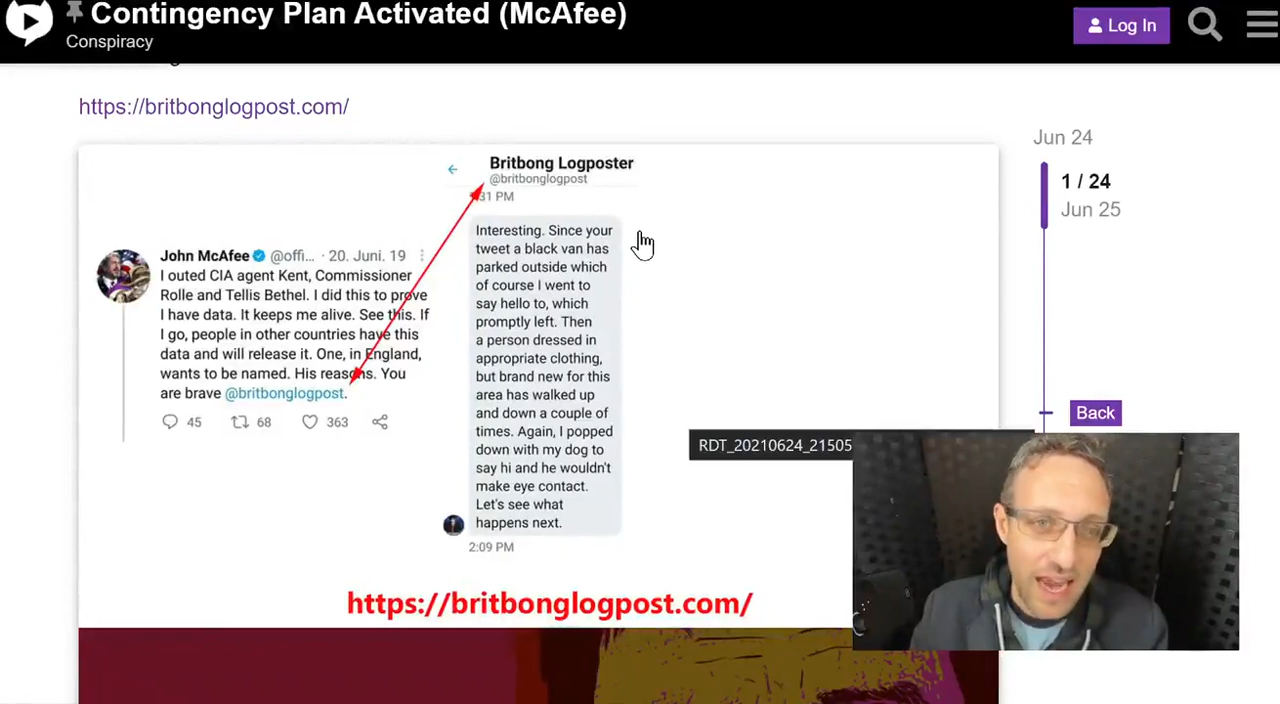 Contingency Plan Activated (McAfee)
Conspiracy
Log In
https://britbonglogpost.com/
Jun 24
1 / 24
Jun 25
Back
Britbong Logposter
@britbonglogpost
31 PM
Interesting. Since your
tweet a black van has
parked outside which
of course I went to
say hello to, which
promptly left. Then
a person dressed in
appropriate clothing,
but brand new for this
area has walked up
and down a couple of
times. Again, I popped
down with my dog to
say hi and he wouldn't
make eye contact.
Let's see what
happens next.
2:09 PM
John McAfee @offi... · 20. Juni. 19
I outed CIA agent Kent, Commissioner
Rolle and Tellis Bethel. I did this to prove
I have data. It keeps me alive. See this. If
I go, people in other countries have this
data and will release it. One, in England,
wants to be named. His reasons. You
are brave @britbonglogpost.
45 68 363
RDT_20210624_21505
https://britbonglogpost.com/